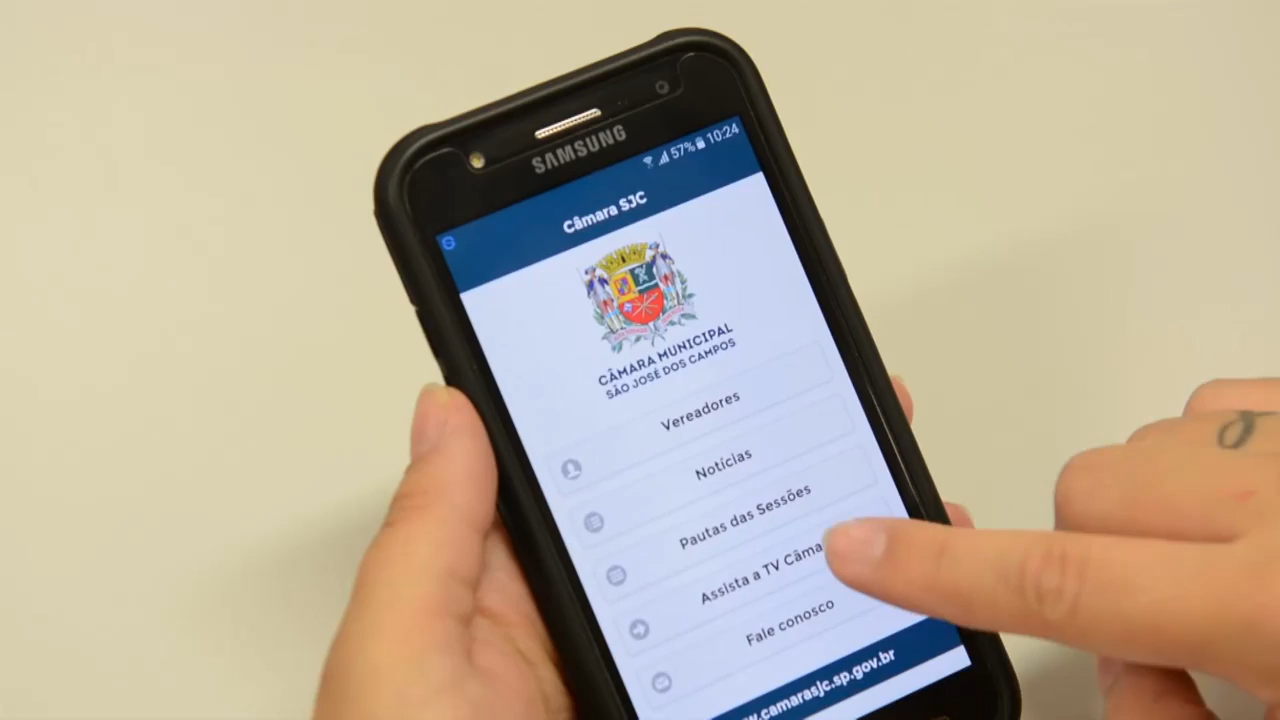 SAMSUNG
57% 10:24
Câmara SJC
CÂMARA MUNICIPAL
SÃO JOSÉ DOS CAMPOS
Vereadores
Notícias
Pautas das Sessões
Assista a TV Câma
Fale conosco
w.camarasjc.sp.gov.br